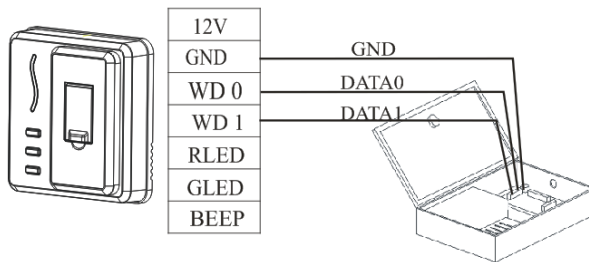 12V
GND
GND
WD 0
DATA0
WD 1
DATA1
RLED
GLED
BEEP